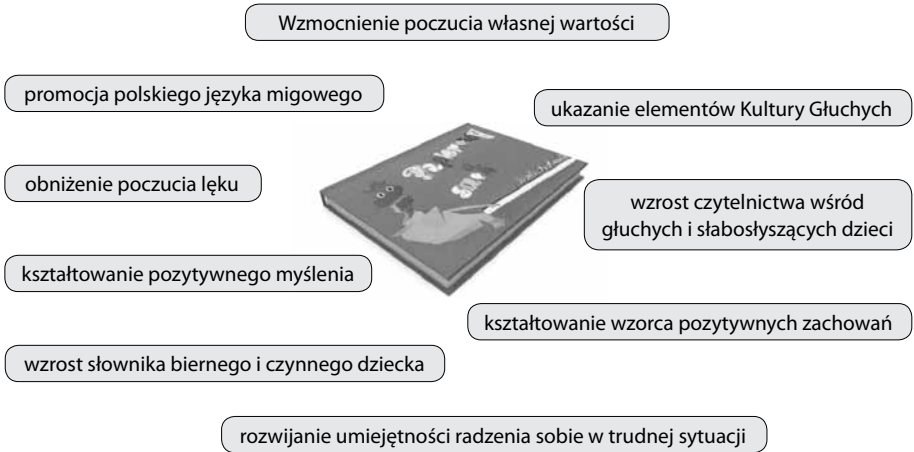 Wzmocnienie poczucia własnej wartości
promocja polskiego języka migowego
ukazanie elementów Kultury Głuchych
obniżenie poczucia lęku
wzrost czytelnictwa wśród
głuchych i słabosłyszących dzieci
kształtowanie pozytywnego myślenia
kształtowanie wzorca pozytywnych zachowań
wzrost słownika biernego i czynnego dziecka
rozwijanie umiejętności radzenia sobie w trudnej sytuacji